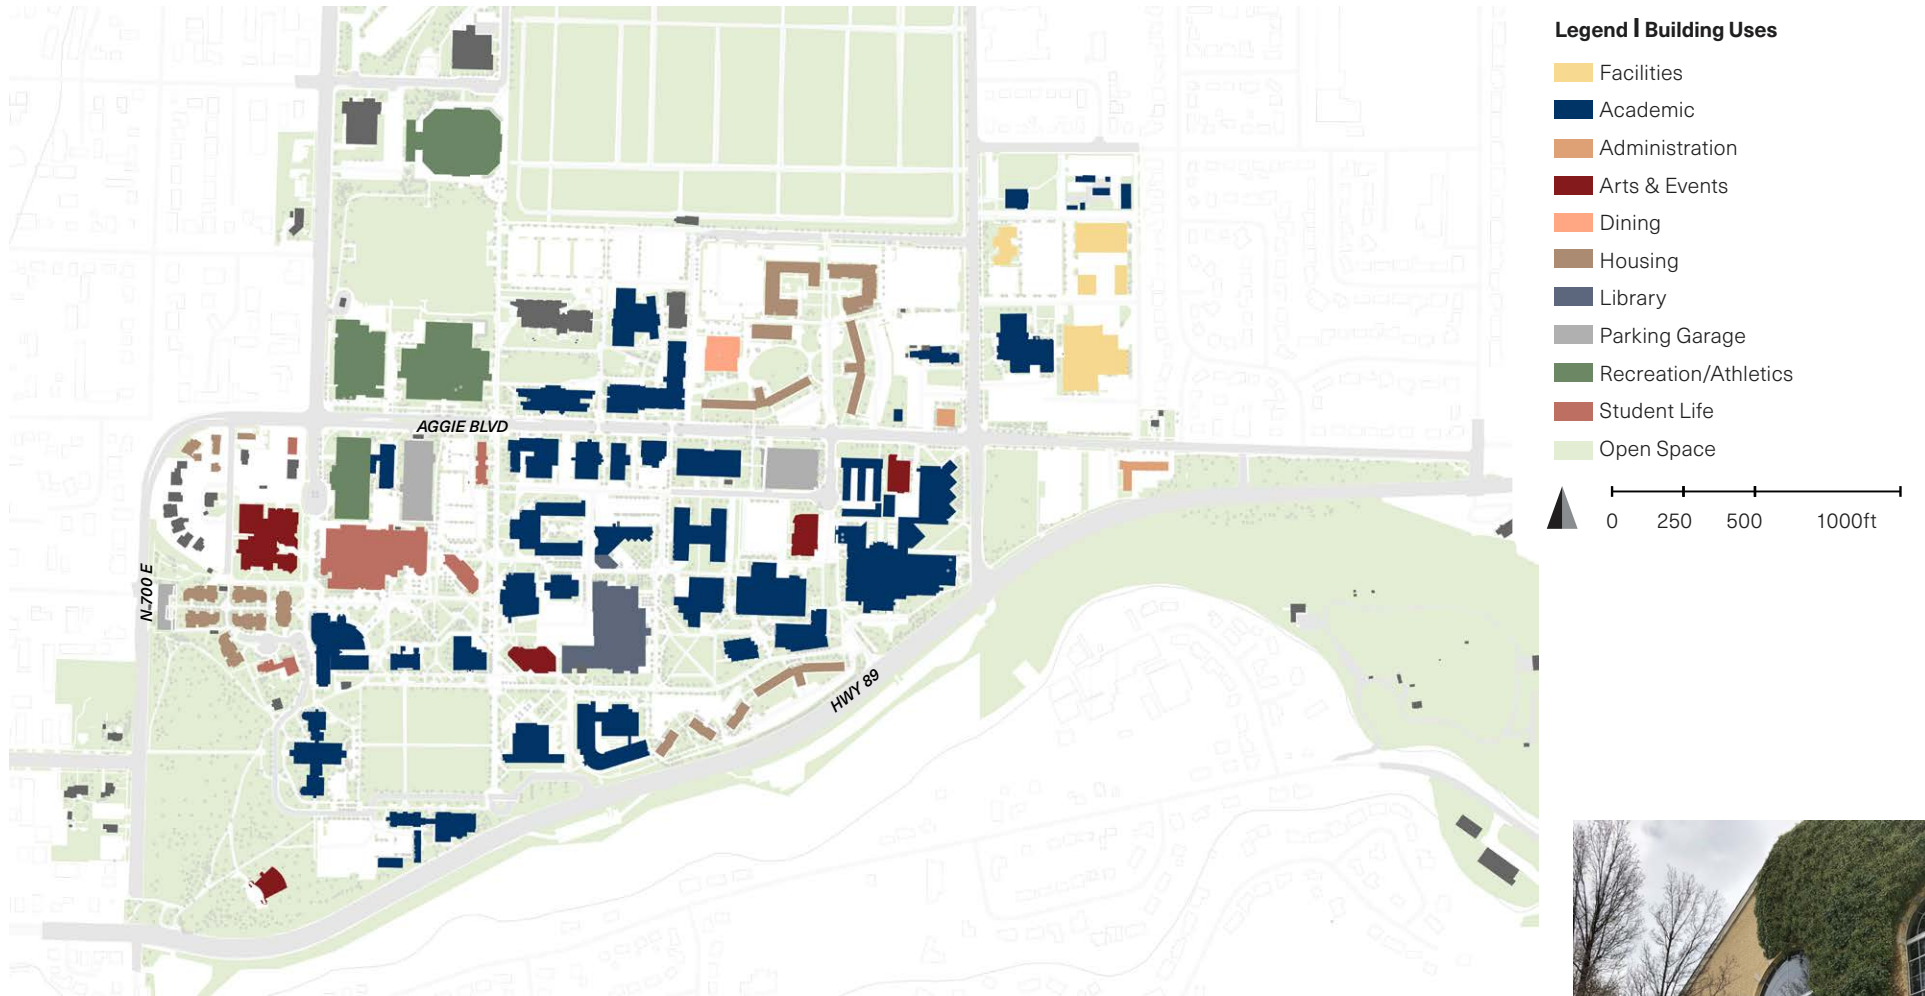 Legend | Building Uses
Facilities
Academic
Administration
Arts & Events
Dining
Housing
Library
Parking Garage
Recreation/Athletics
Student Life
Open Space
0 250 500 1000ft
AGGIE BLVD
N-700 E
HWY 89